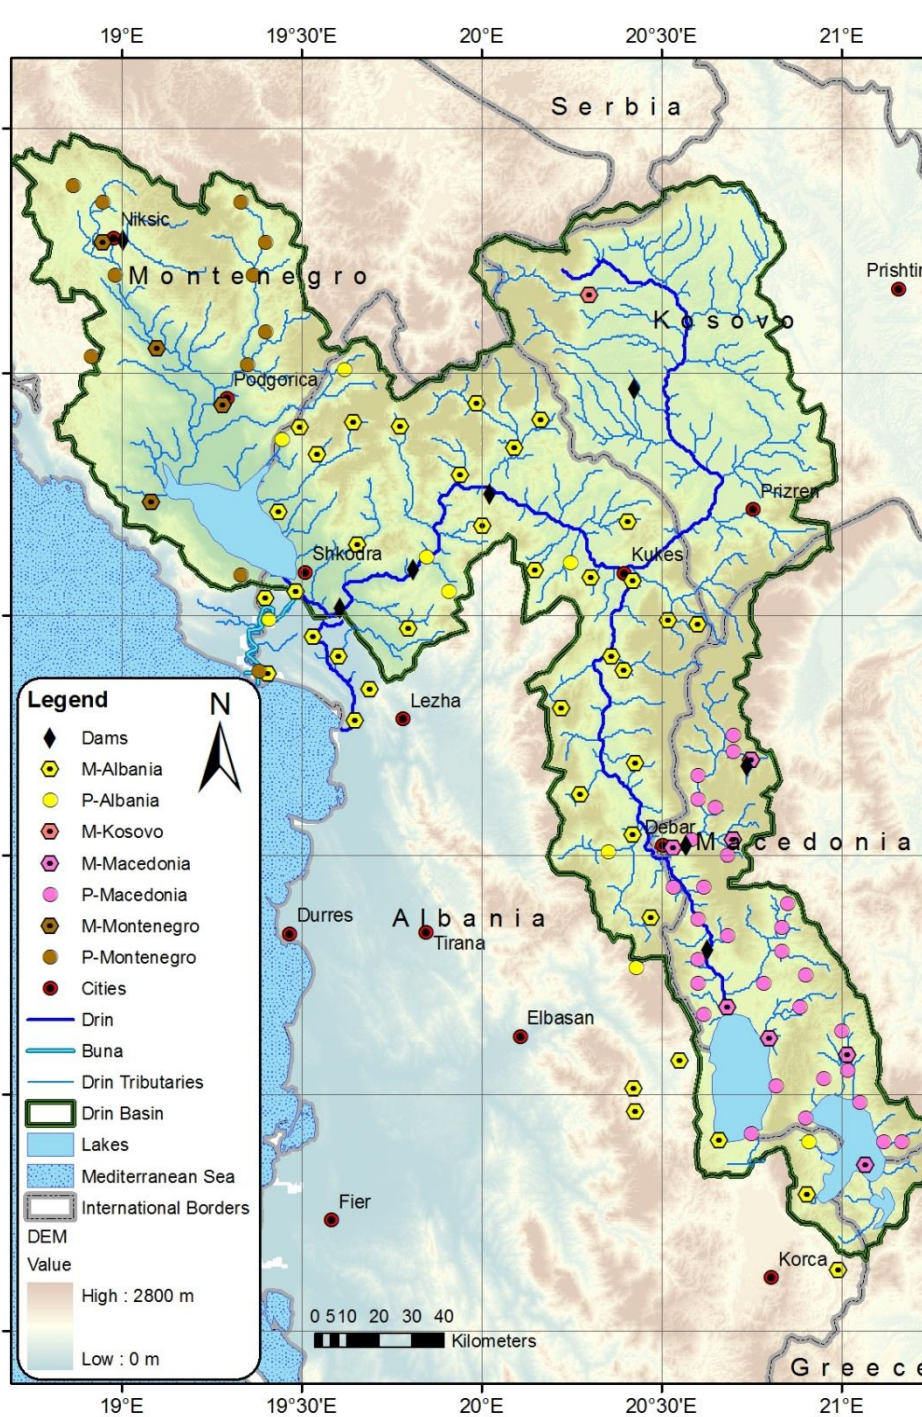 19°E 19°30'E 20°E 20°30'E 21°E
Serbia
Niksic
Montenegro
Prishtin
Kosovo
Podgorica
Prizren
Shkodra
Kukes
Lezha
Debar
Macedonia
Durres
Albania
Tirana
Elbasan
Fier
Korca
Greece
Legend
N
Dams
M-Albania
P-Albania
M-Kosovo
M-Macedonia
P-Macedonia
M-Montenegro
P-Montenegro
Cities
Drin
Buna
Drin Tributaries
Drin Basin
Lakes
Mediterranean Sea
International Borders
DEM
Value
High : 2800 m
Low : 0 m
0 5 10 20 30 40
Kilometers
19°E 19°30'E 20°E 20°30'E 21°E